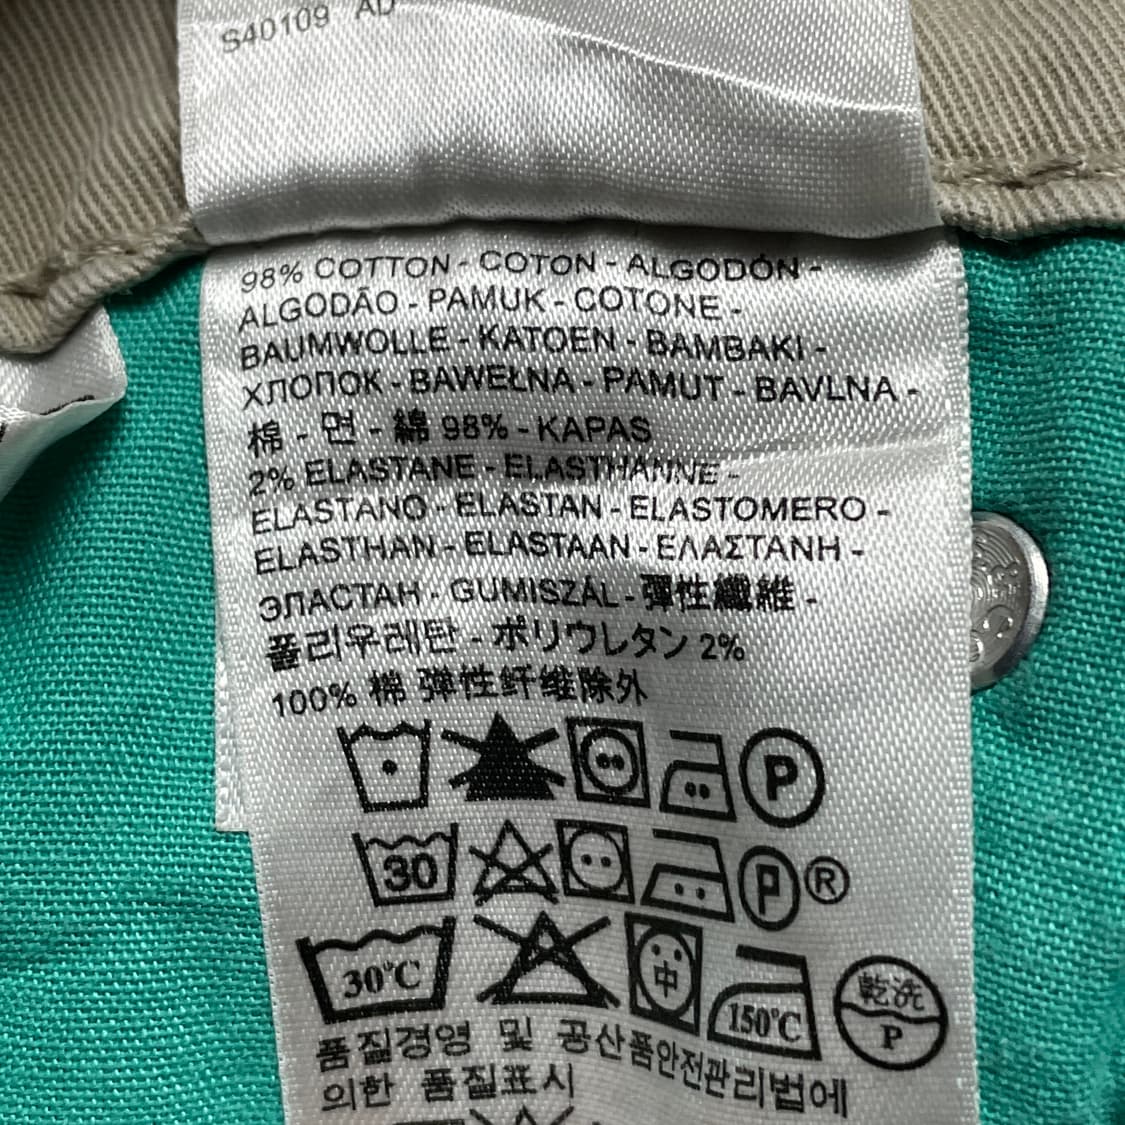 S40109 AD
98% COTTON - COTON - ALGODÓN -
ALGODÃO - PAMUK - COTONE -
BAUMWOLLE - KATOEN - BAMBAKI -
ХЛОПОК - BAWEŁNA - PAMUT - BAVLNA -
棉 - 면 - 綿 98% - KAPAS
2% ELASTANE - ELASTHANNE -
ELASTANO - ELASTAN - ELASTOMERO -
ELASTHAN - ELASTAAN - ΕΛΑΣΤΑΝΗ -
ЭЛАСТАН - GUMISZÁL - 彈性纖維 -
폴리우레탄 - ポリウレタン 2%
100% 棉 弹性纤维除外
P
30 P ®
30°C 中 150°C 乾洗 P
품질경영 및 공산품안전관리법에
의한 품질표시